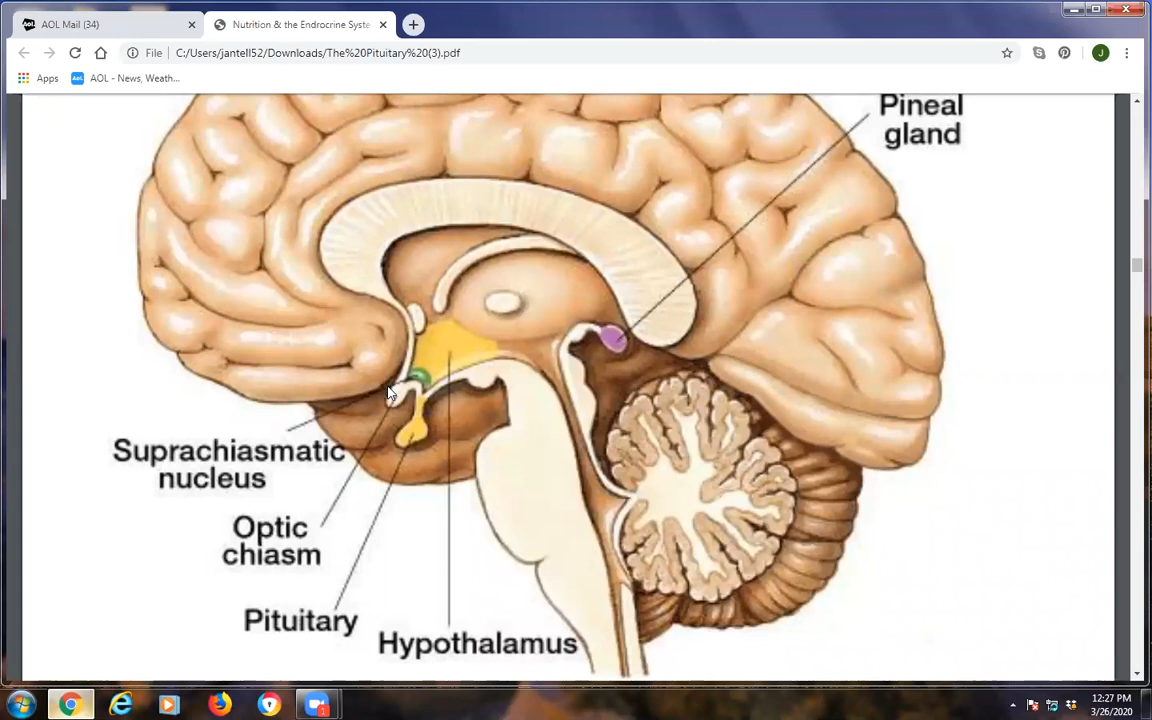 AOL Mail (34)
Nutrition & the Endocrine Syste
File
C:/Users/jantell52/Downloads/The%20Pituitary%20(3).pdf
J
Apps
AOL - News, Weath...
Pineal
gland
Suprachiasmatic
nucleus
Optic
chiasm
Pituitary
Hypothalamus
12:27 PM
3/26/2020